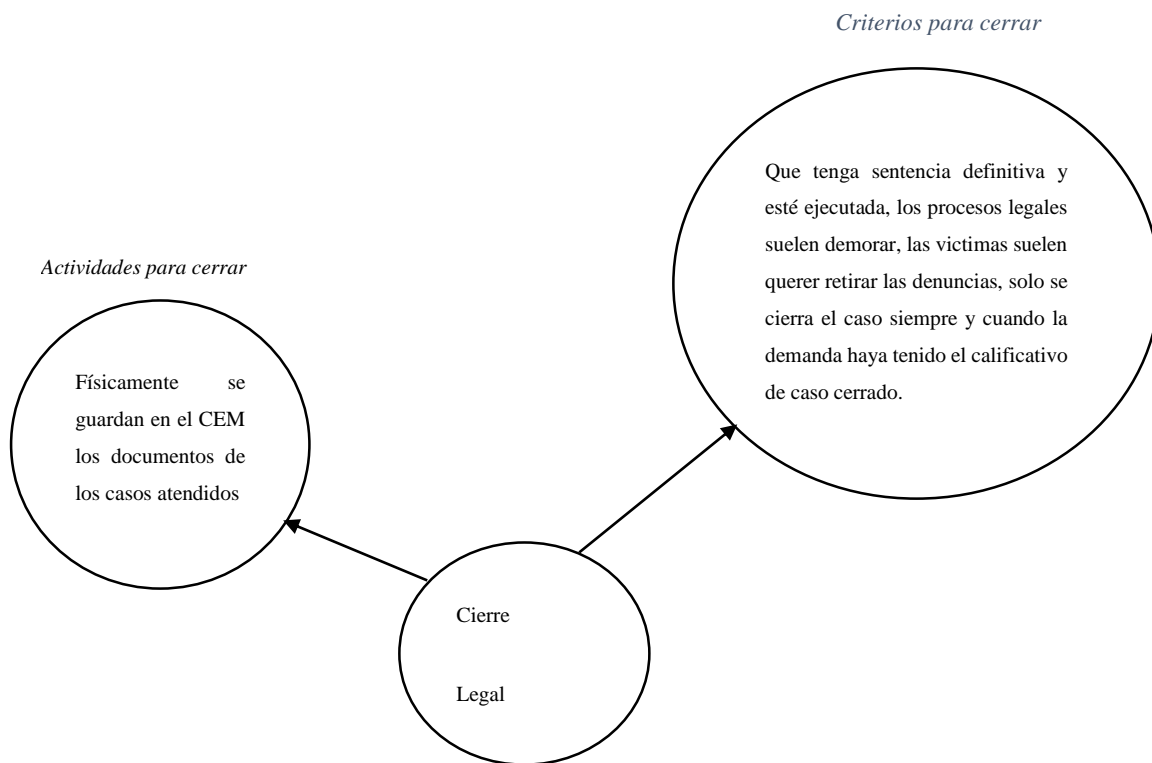 Criterios para cerrar
Que tenga sentencia definitiva y
esté ejecutada, los procesos legales
suelen demorar, las victimas suelen
querer retirar las denuncias, solo se
cierra el caso siempre y cuando la
demanda haya tenido el calificativo
de caso cerrado.
Actividades para cerrar
Físicamente se
guardan en el CEM
los documentos de
los casos atendidos
Cierre
Legal